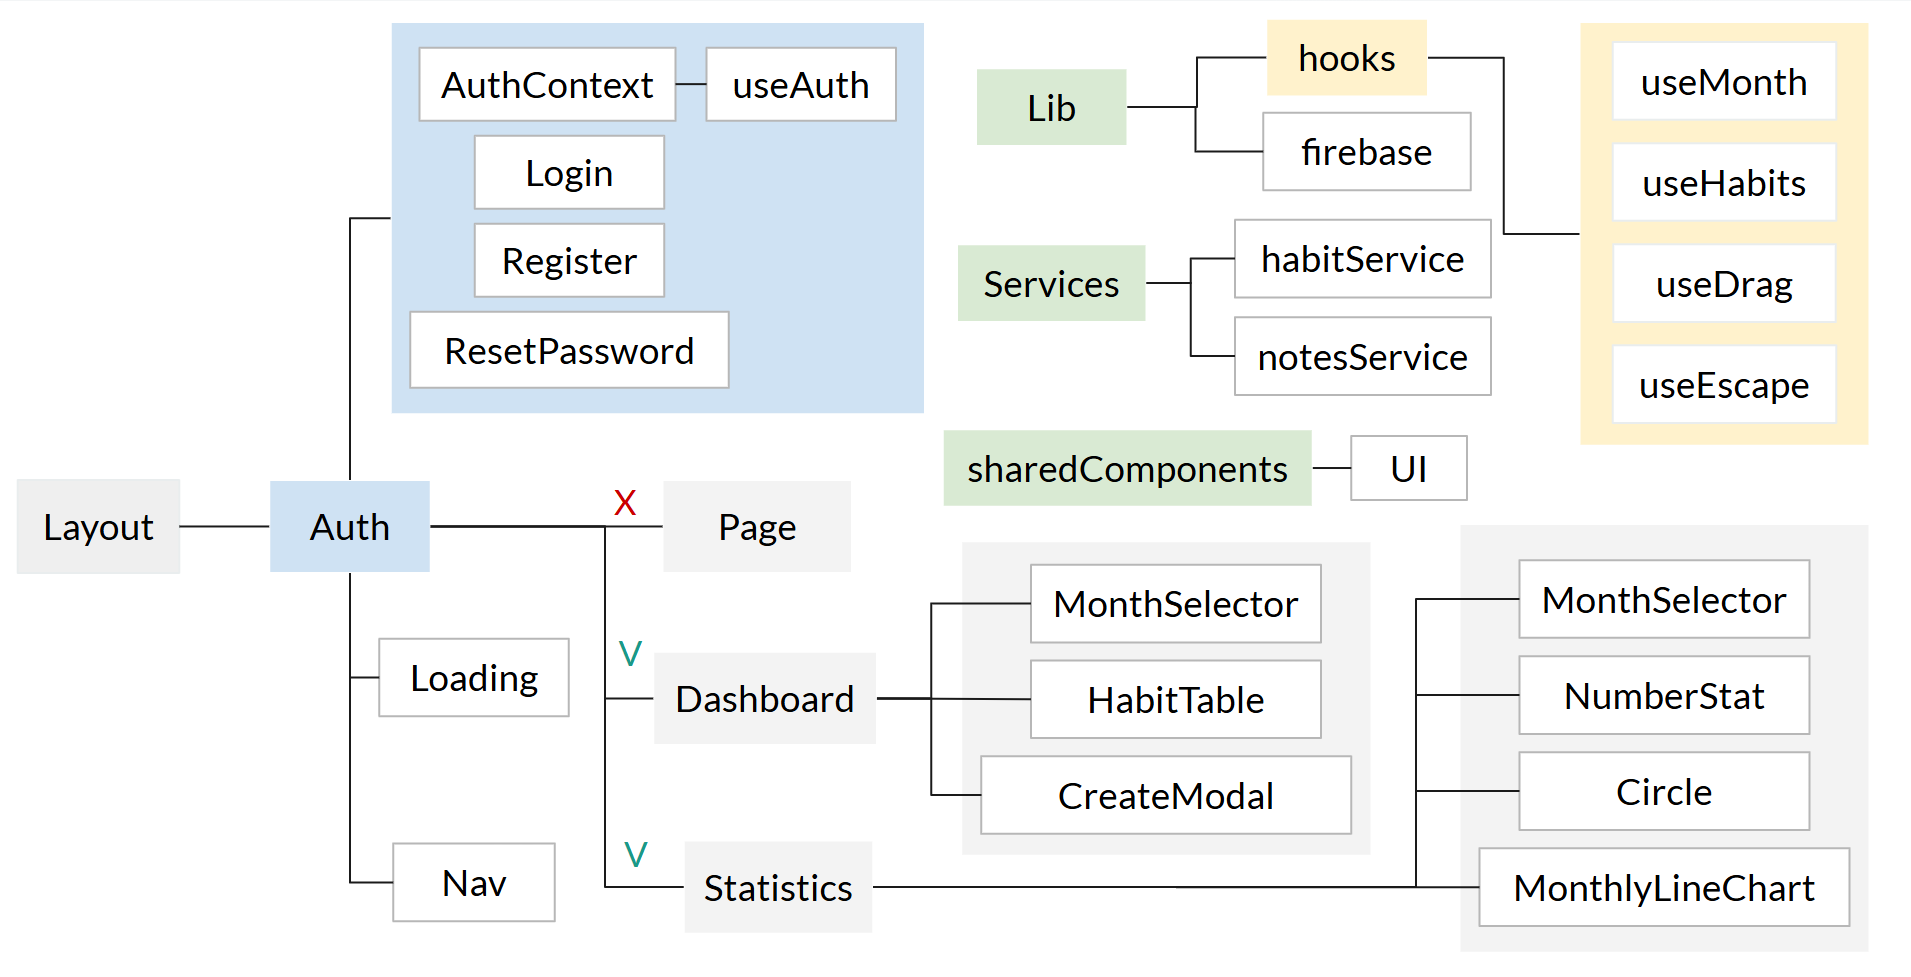 AuthContext
useAuth
Login
Register
ResetPassword
Lib
hooks
firebase
Services
habitService
notesService
useMonth
useHabits
useDrag
useEscape
sharedComponents
UI
Layout
Auth
X
Page
Loading
Nav
V
Dashboard
MonthSelector
HabitTable
CreateModal
V
Statistics
MonthSelector
NumberStat
Circle
MonthlyLineChart